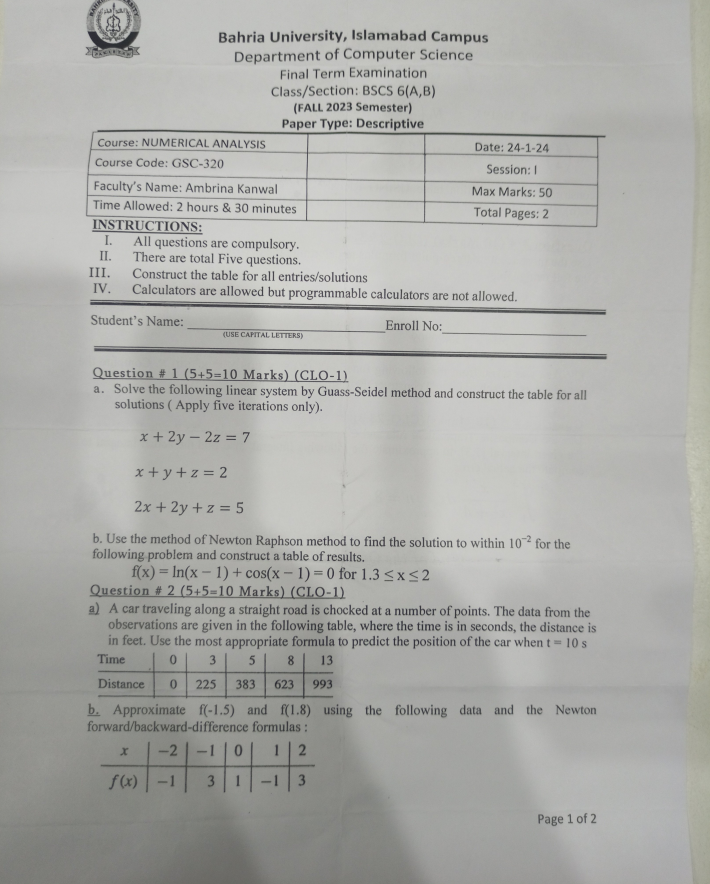 Bahria University, Islamabad Campus
Department of Computer Science
Final Term Examination
Class/Section: BSCS 6(A,B)
(FALL 2023 Semester)
Paper Type: Descriptive
Course: NUMERICAL ANALYSIS Date: 24-1-24
Course Code: GSC-320 Session: I
Faculty's Name: Ambrina Kanwal Max Marks: 50
Time Allowed: 2 hours & 30 minutes Total Pages: 2
INSTRUCTIONS:
I. All questions are compulsory.
II. There are total Five questions.
III. Construct the table for all entries/solutions
IV. Calculators are allowed but programmable calculators are not allowed.
Student's Name: Enroll No:
(USE CAPITAL LETTERS)
Question # 1 (5+5=10 Marks) (CLO-1)
a. Solve the following linear system by Guass-Seidel method and construct the table for all
solutions ( Apply five iterations only).
x + 2y − 2z = 7
x + y + z = 2
2x + 2y + z = 5
b. Use the method of Newton Raphson method to find the solution to within 10⁻² for the
following problem and construct a table of results.
f(x) = ln(x − 1) + cos(x − 1) = 0 for 1.3 ≤ x ≤ 2
Question # 2 (5+5=10 Marks) (CLO-1)
a) A car traveling along a straight road is chocked at a number of points. The data from the
observations are given in the following table, where the time is in seconds, the distance is
in feet. Use the most appropriate formula to predict the position of the car when t = 10 s
Time 0 3 5 8 13
Distance 0 225 383 623 993
b. Approximate f(-1.5) and f(1.8) using the following data and the Newton
forward/backward-difference formulas :
x −2 −1 0 1 2
f(x) −1 3 1 −1 3
Page 1 of 2